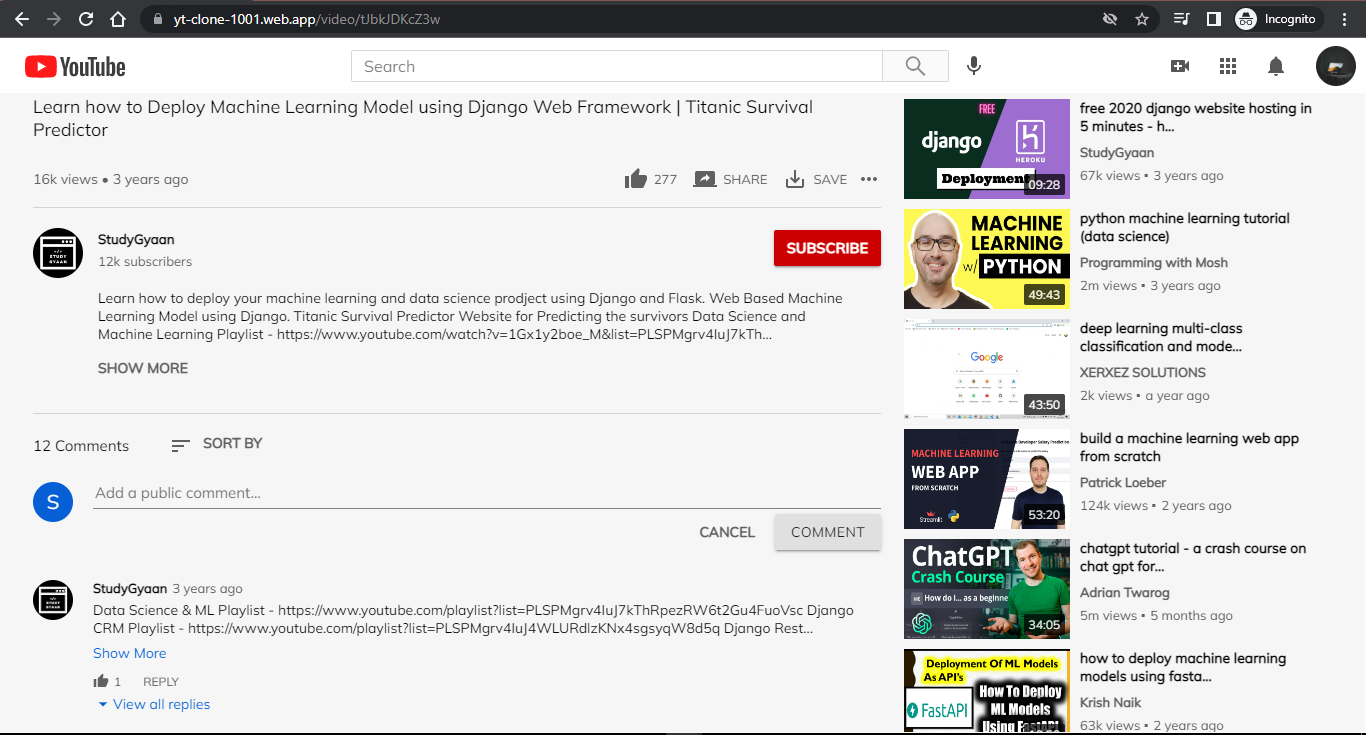 yt-clone-1001.web.app/video/tJbkJDKcZ3w
Incognito
YouTube
Search
Learn how to Deploy Machine Learning Model using Django Web Framework | Titanic Survival
Predictor
16k views • 3 years ago
277
SHARE
SAVE
StudyGyaan
12k subscribers
SUBSCRIBE
STUDY
GYAAN
Learn how to deploy your machine learning and data science prodject using Django and Flask. Web Based Machine
Learning Model using Django. Titanic Survival Predictor Website for Predicting the survivors Data Science and
Machine Learning Playlist - https://www.youtube.com/watch?v=1Gx1y2boe_M&list=PLSPMgrv4IuJ7kTh...
SHOW MORE
12 Comments
SORT BY
S
Add a public comment...
CANCEL
COMMENT
StudyGyaan 3 years ago
Data Science & ML Playlist - https://www.youtube.com/playlist?list=PLSPMgrv4IuJ7kThRpezRW6t2Gu4FuoVsc Django
CRM Playlist - https://www.youtube.com/playlist?list=PLSPMgrv4IuJ4WLURdlzKNx4sgsyqW8d5q Django Rest...
Show More
1
REPLY
View all replies
FREE
django
HEROKU
Deployment
09:28
free 2020 django website hosting in
5 minutes - h...
StudyGyaan
67k views • 3 years ago
MACHINE
LEARNING
w/ PYTHON
49:43
python machine learning tutorial
(data science)
Programming with Mosh
2m views • 3 years ago
Google
43:50
deep learning multi-class
classification and mode...
XERXEZ SOLUTIONS
2k views • a year ago
Developer Salary Prediction
MACHINE LEARNING
WEB APP
FROM SCRATCH
Streamlit
53:20
build a machine learning web app
from scratch
Patrick Loeber
124k views • 2 years ago
ChatGPT
Crash Course
ME How do I... as a beginne
34:05
chatgpt tutorial - a crash course on
chat gpt for...
Adrian Twarog
5m views • 5 months ago
Deployment Of ML Models
As API's
FastAPI
How To Deploy
ML Models
Using FastAPI
how to deploy machine learning
models using fasta...
Krish Naik
63k views • 2 years ago